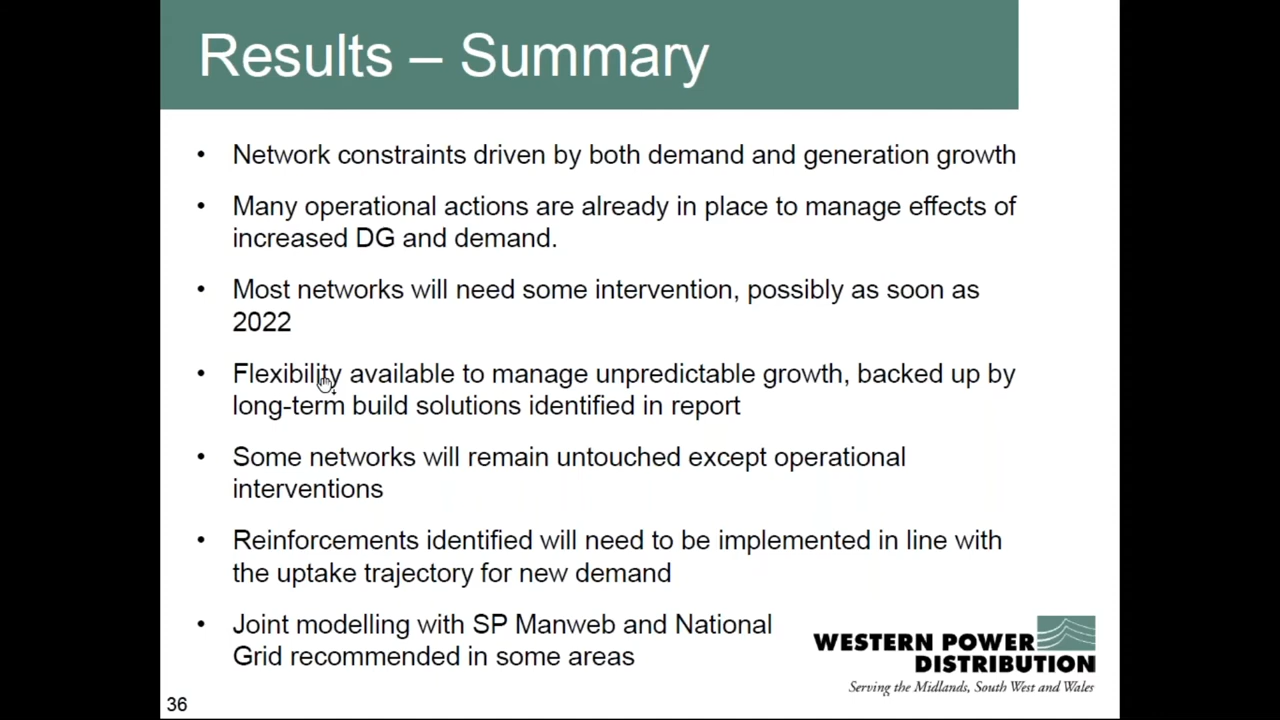 Results – Summary
• Network constraints driven by both demand and generation growth
• Many operational actions are already in place to manage effects of
increased DG and demand.
• Most networks will need some intervention, possibly as soon as
2022
• Flexibility available to manage unpredictable growth, backed up by
long-term build solutions identified in report
• Some networks will remain untouched except operational
interventions
• Reinforcements identified will need to be implemented in line with
the uptake trajectory for new demand
• Joint modelling with SP Manweb and National
Grid recommended in some areas
WESTERN POWER
DISTRIBUTION
Serving the Midlands, South West and Wales
36